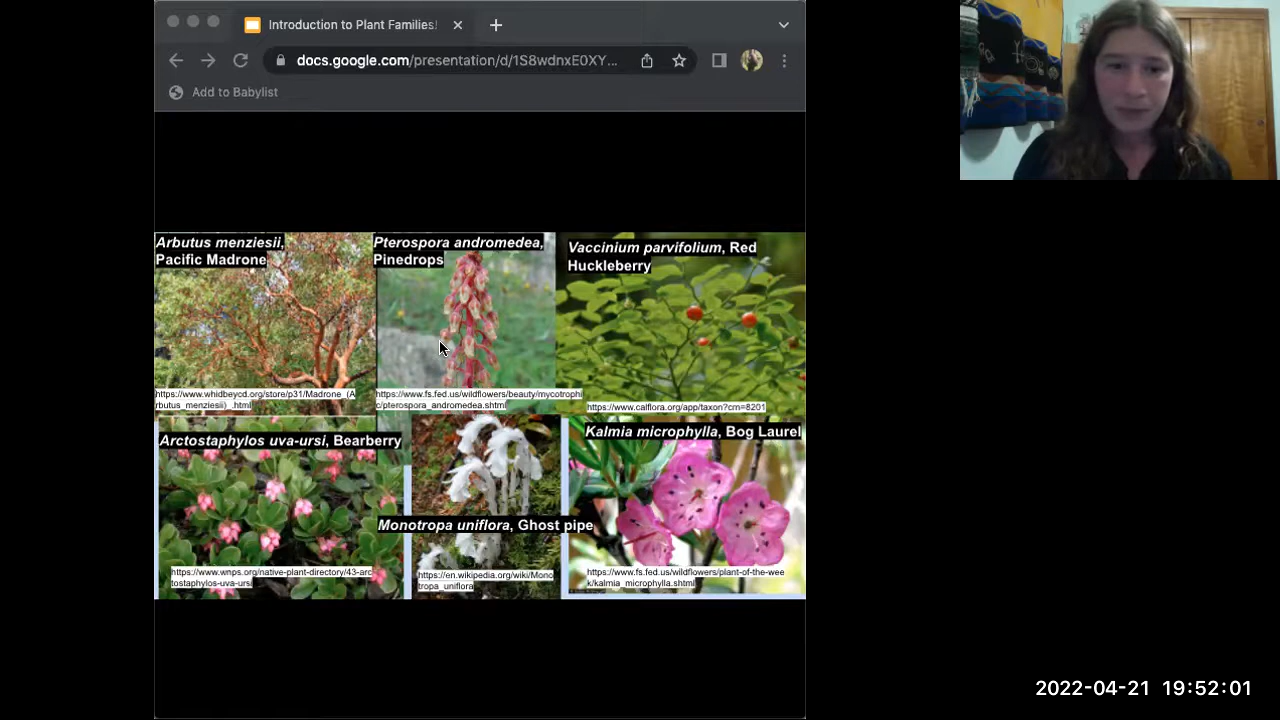 Introduction to Plant Families!
docs.google.com/presentation/d/1S8wdnxE0XY...
Add to Babylist
Arbutus menziesii,
Pacific Madrone
Pterospora andromedea,
Pinedrops
Vaccinium parvifolium, Red
Huckleberry
https://www.whidbeycd.org/store/p31/Madrone_(A
rbutus_menziesii)_.html
https://www.fs.fed.us/wildflowers/beauty/mycotrophi
c/pterospora_andromedea.shtml
https://www.calflora.org/app/taxon?crn=8201
Arctostaphylos uva-ursi, Bearberry
Kalmia microphylla, Bog Laurel
Monotropa uniflora, Ghost pipe
https://www.wnps.org/native-plant-directory/43-arc
tostaphylos-uva-ursi
https://en.wikipedia.org/wiki/Mono
tropa_uniflora
https://www.fs.fed.us/wildflowers/plant-of-the-wee
k/kalmia_microphylla.shtml
2022-04-21 19:52:01